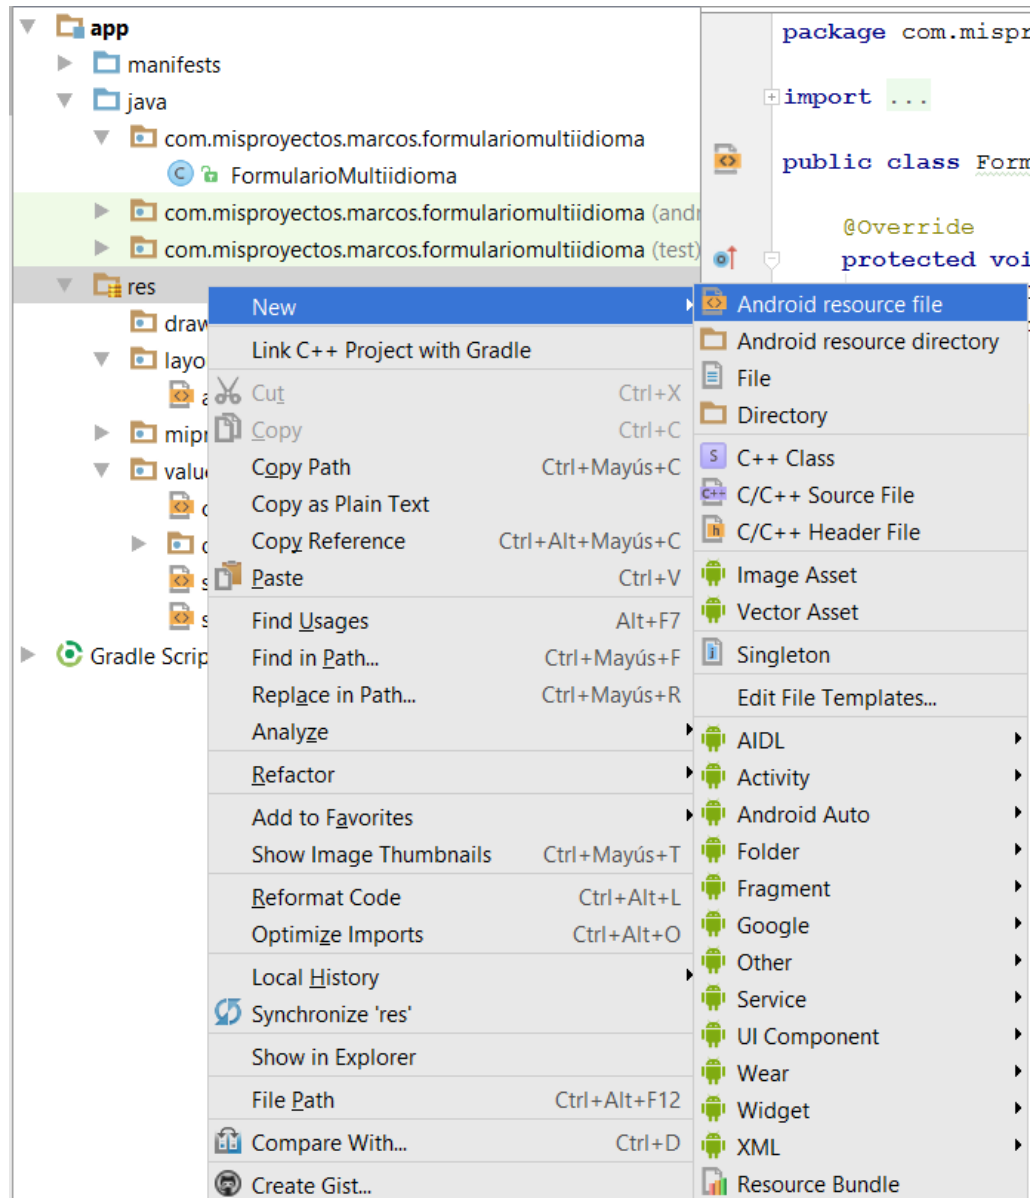 app
manifests
java
com.misproyectos.marcos.formulariomultiidioma
FormularioMultiidioma
com.misproyectos.marcos.formulariomultiidioma (andr
com.misproyectos.marcos.formulariomultiidioma (test)
res
draw
layo
a
mipr
valu
s
s
Gradle Scrip
package com.mispr
import ...
public class Form
@Override
protected voi
New
Link C++ Project with Gradle
Cut Ctrl+X
Copy Ctrl+C
Copy Path Ctrl+Mayús+C
Copy as Plain Text
Copy Reference Ctrl+Alt+Mayús+C
Paste Ctrl+V
Find Usages Alt+F7
Find in Path... Ctrl+Mayús+F
Replace in Path... Ctrl+Mayús+R
Analyze
Refactor
Add to Favorites
Show Image Thumbnails Ctrl+Mayús+T
Reformat Code Ctrl+Alt+L
Optimize Imports Ctrl+Alt+O
Local History
Synchronize 'res'
Show in Explorer
File Path Ctrl+Alt+F12
Compare With... Ctrl+D
Create Gist...
Android resource file
Android resource directory
File
Directory
C++ Class
C/C++ Source File
C/C++ Header File
Image Asset
Vector Asset
Singleton
Edit File Templates...
AIDL
Activity
Android Auto
Folder
Fragment
Google
Other
Service
UI Component
Wear
Widget
XML
Resource Bundle